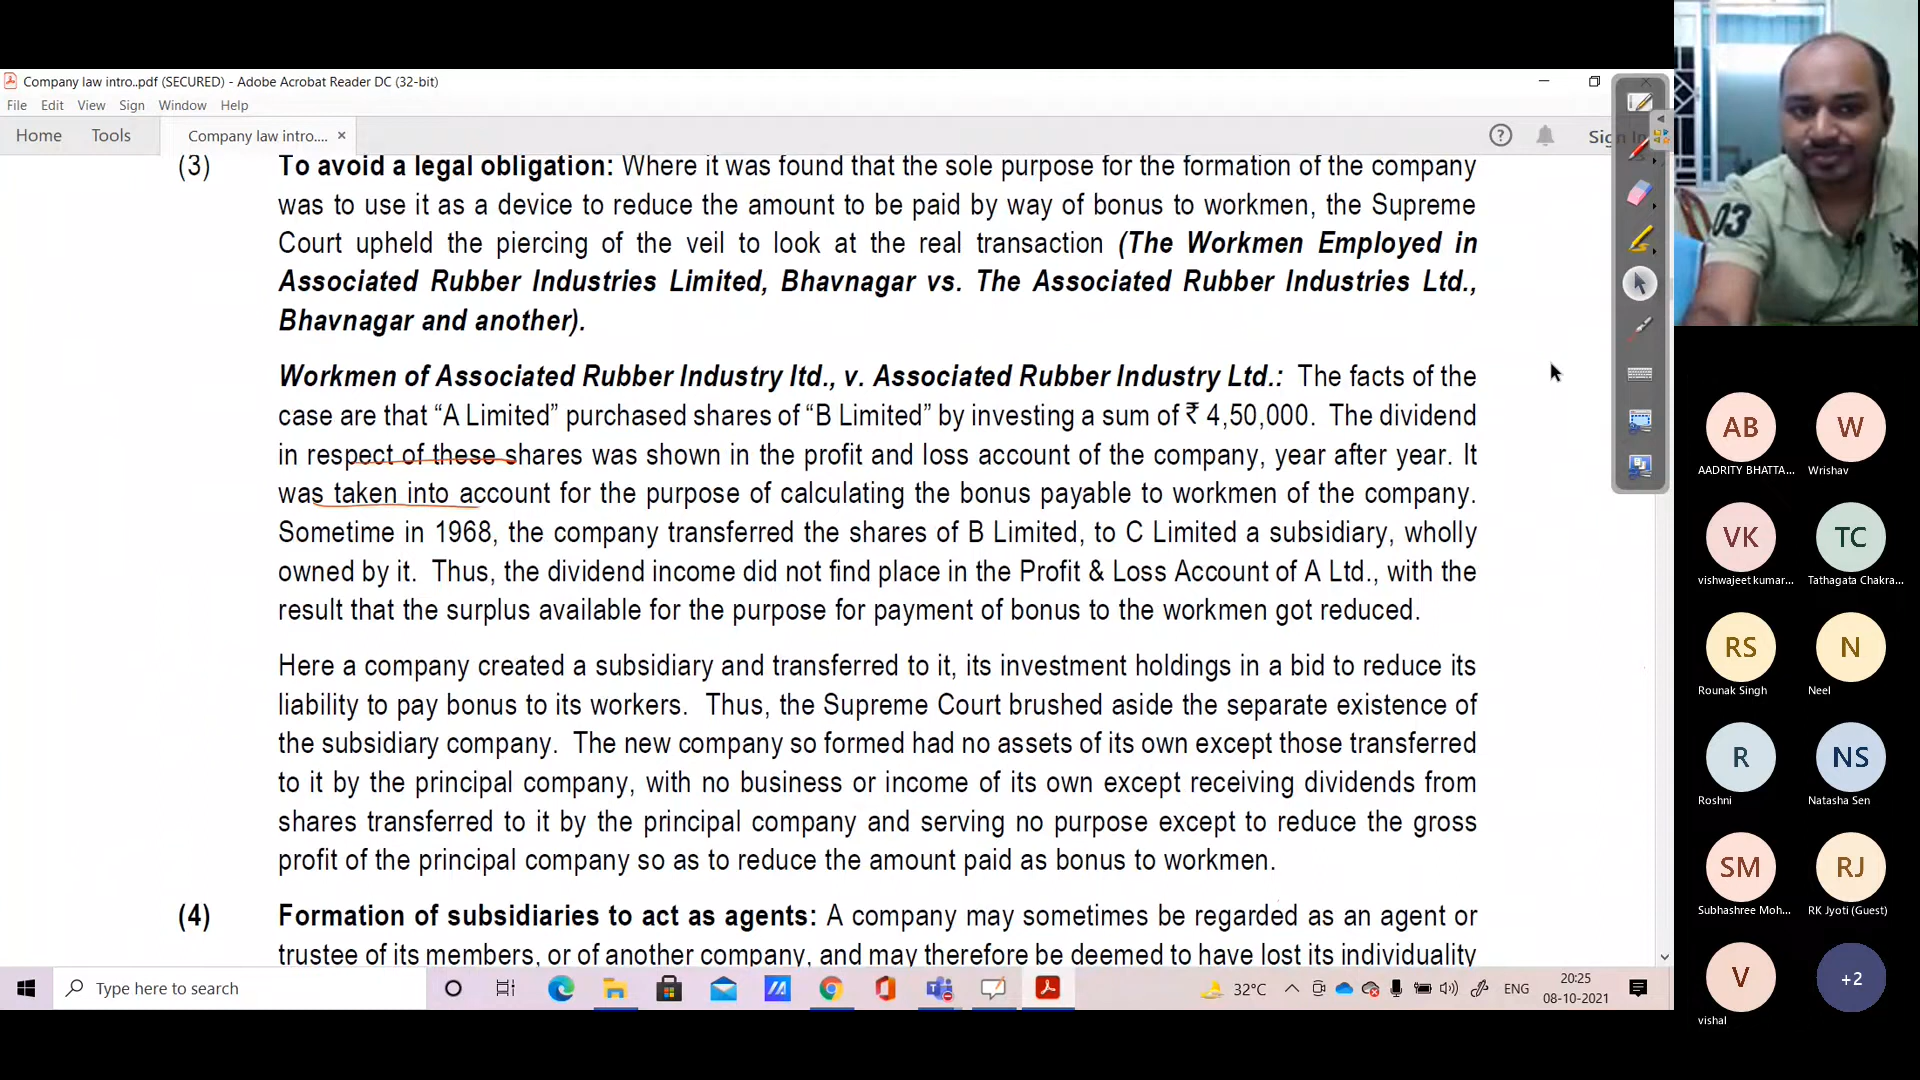 Company law intro..pdf (SECURED) - Adobe Acrobat Reader DC (32-bit)
File Edit View Sign Window Help
Home Tools Company law intro.... × Sign In
(3) To avoid a legal obligation: Where it was found that the sole purpose for the formation of the company
was to use it as a device to reduce the amount to be paid by way of bonus to workmen, the Supreme
Court upheld the piercing of the veil to look at the real transaction (The Workmen Employed in
Associated Rubber Industries Limited, Bhavnagar vs. The Associated Rubber Industries Ltd.,
Bhavnagar and another).
Workmen of Associated Rubber Industry ltd., v. Associated Rubber Industry Ltd.: The facts of the
case are that “A Limited” purchased shares of “B Limited” by investing a sum of ₹ 4,50,000. The dividend
in respect of these shares was shown in the profit and loss account of the company, year after year. It
was taken into account for the purpose of calculating the bonus payable to workmen of the company.
Sometime in 1968, the company transferred the shares of B Limited, to C Limited a subsidiary, wholly
owned by it. Thus, the dividend income did not find place in the Profit & Loss Account of A Ltd., with the
result that the surplus available for the purpose for payment of bonus to the workmen got reduced.
Here a company created a subsidiary and transferred to it, its investment holdings in a bid to reduce its
liability to pay bonus to its workers. Thus, the Supreme Court brushed aside the separate existence of
the subsidiary company. The new company so formed had no assets of its own except those transferred
to it by the principal company, with no business or income of its own except receiving dividends from
shares transferred to it by the principal company and serving no purpose except to reduce the gross
profit of the principal company so as to reduce the amount paid as bonus to workmen.
(4) Formation of subsidiaries to act as agents: A company may sometimes be regarded as an agent or
trustee of its members, or of another company, and may therefore be deemed to have lost its individuality
Type here to search
32°C
ENG
20:25
08-10-2021
03
AB W
AADRITY BHATTA... Wrishav
VK TC
vishwajeet kumar... Tathagata Chakra...
RS N
Rounak Singh Neel
R NS
Roshni Natasha Sen
SM RJ
Subhashree Moh... RK Jyoti (Guest)
V +2
vishal